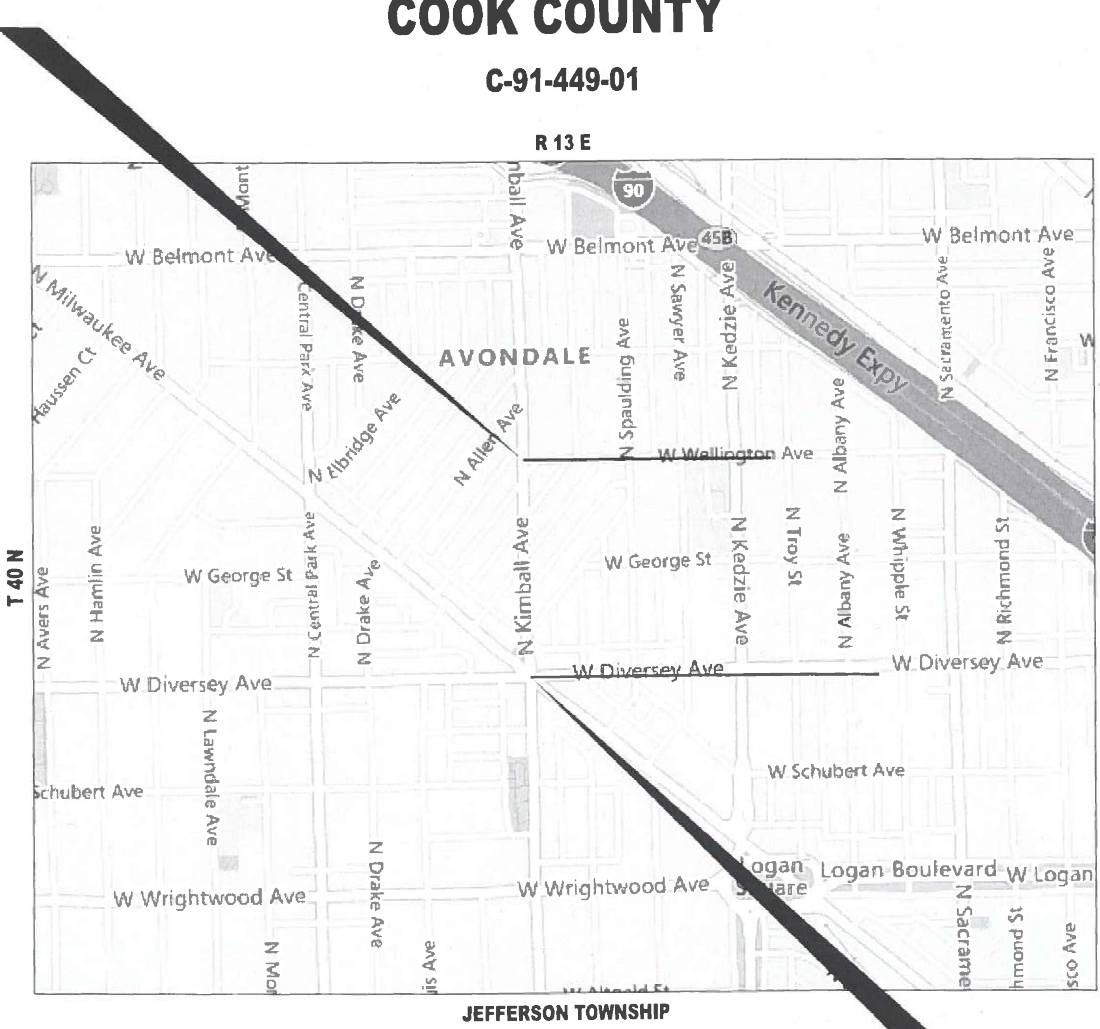 COOK COUNTY
C-91-449-01
R 13 E
T 40 N
90
45B
W Belmont Ave
W Belmont Ave
W Belmont Ave
N Milwaukee Ave
Haussen Ct
Central Park Ave
N Drake Ave
AVONDALE
N Spaulding Ave
N Sawyer Ave
N Kedzie Ave
Kennedy Expy
N Sacramento Ave
N Francisco Ave
N Elbridge Ave
N Allen Ave
W Wellington Ave
N Albany Ave
N Avers Ave
N Hamlin Ave
W George St
N Central Park Ave
N Drake Ave
N Kimball Ave
W George St
N Kedzie Ave
N Troy St
N Albany Ave
N Whipple St
N Richmond St
W Diversey Ave
W Diversey Ave
W Diversey Ave
N Lawndale Ave
Schubert Ave
W Schubert Ave
N Drake Ave
W Wrightwood Ave
W Wrightwood Ave
Logan
Square
Logan Boulevard
W Logan
JEFFERSON TOWNSHIP